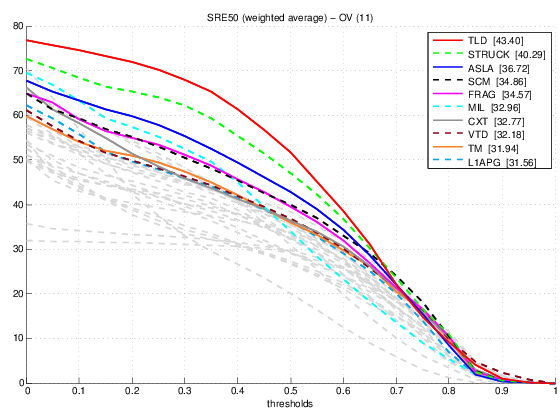 SRE50 (weighted average) – OV (11)
80
70
60
50
40
30
20
10
0
0 0.1 0.2 0.3 0.4 0.5 0.6 0.7 0.8 0.9 1
thresholds
TLD [43.40]
STRUCK [40.29]
ASLA [36.72]
SCM [34.86]
FRAG [34.57]
MIL [32.96]
CXT [32.77]
VTD [32.18]
TM [31.94]
L1APG [31.56]